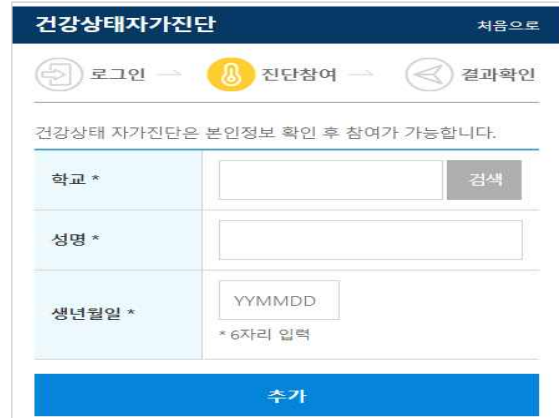 건강상태자가진단 처음으로
로그인 진단참여 결과확인
건강상태 자가진단은 본인정보 확인 후 참여가 가능합니다.
학교 * 검색
성명 *
생년월일 * YYMMDD
* 6자리 입력
추가